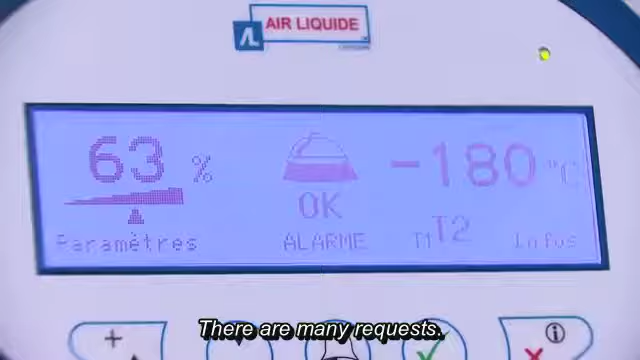 AIR LIQUIDE
63 % -180 °C
OK
Paramètres ALARME T1 T2 Infos
There are many requests.